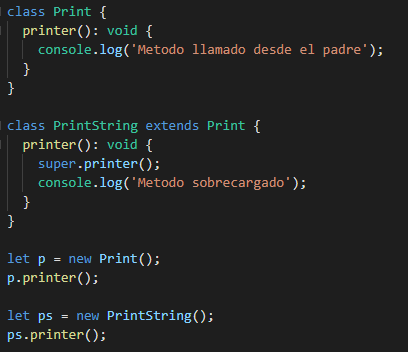 class Print {
  printer(): void {
    console.log('Metodo llamado desde el padre');
  }
}

class PrintString extends Print {
  printer(): void {
    super.printer();
    console.log('Metodo sobrecargado');
  }
}

let p = new Print();
p.printer();

let ps = new PrintString();
ps.printer();